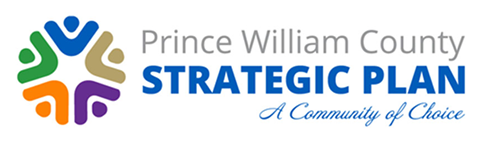 Prince William County
STRATEGIC PLAN
A Community of Choice